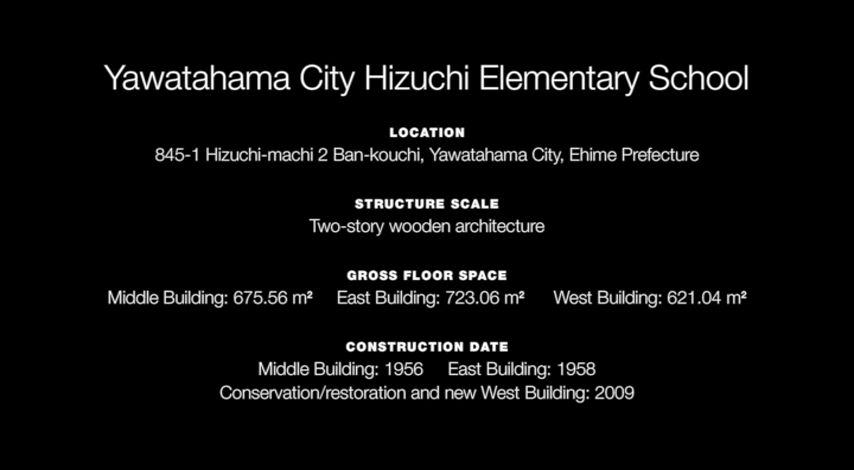 Yawatahama City Hizuchi Elementary School
LOCATION
845-1 Hizuchi-machi 2 Ban-kouchi, Yawatahama City, Ehime Prefecture
STRUCTURE SCALE
Two-story wooden architecture
GROSS FLOOR SPACE
Middle Building: 675.56 m² East Building: 723.06 m² West Building: 621.04 m²
CONSTRUCTION DATE
Middle Building: 1956 East Building: 1958
Conservation/restoration and new West Building: 2009